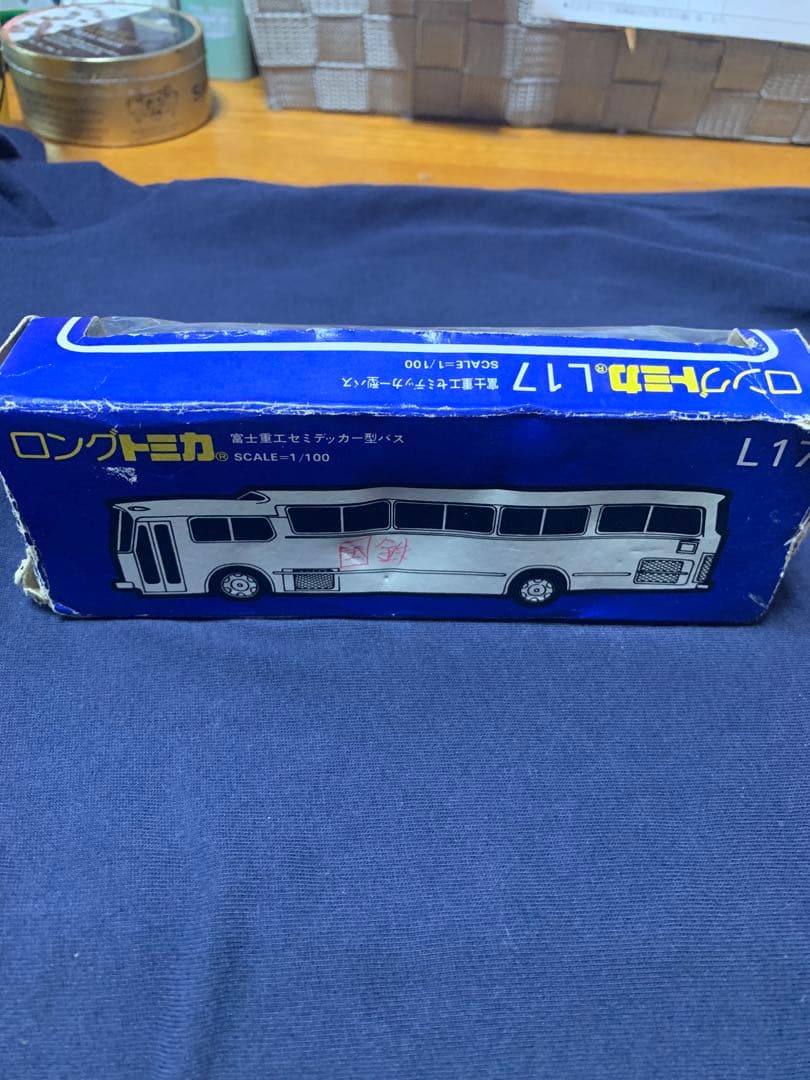 ロングトミカ® L17 富士重工セミデッカー型バス
SCALE=1/100
ロングトミカ® 富士重工セミデッカー型バス
SCALE=1/100
L17
国鉄